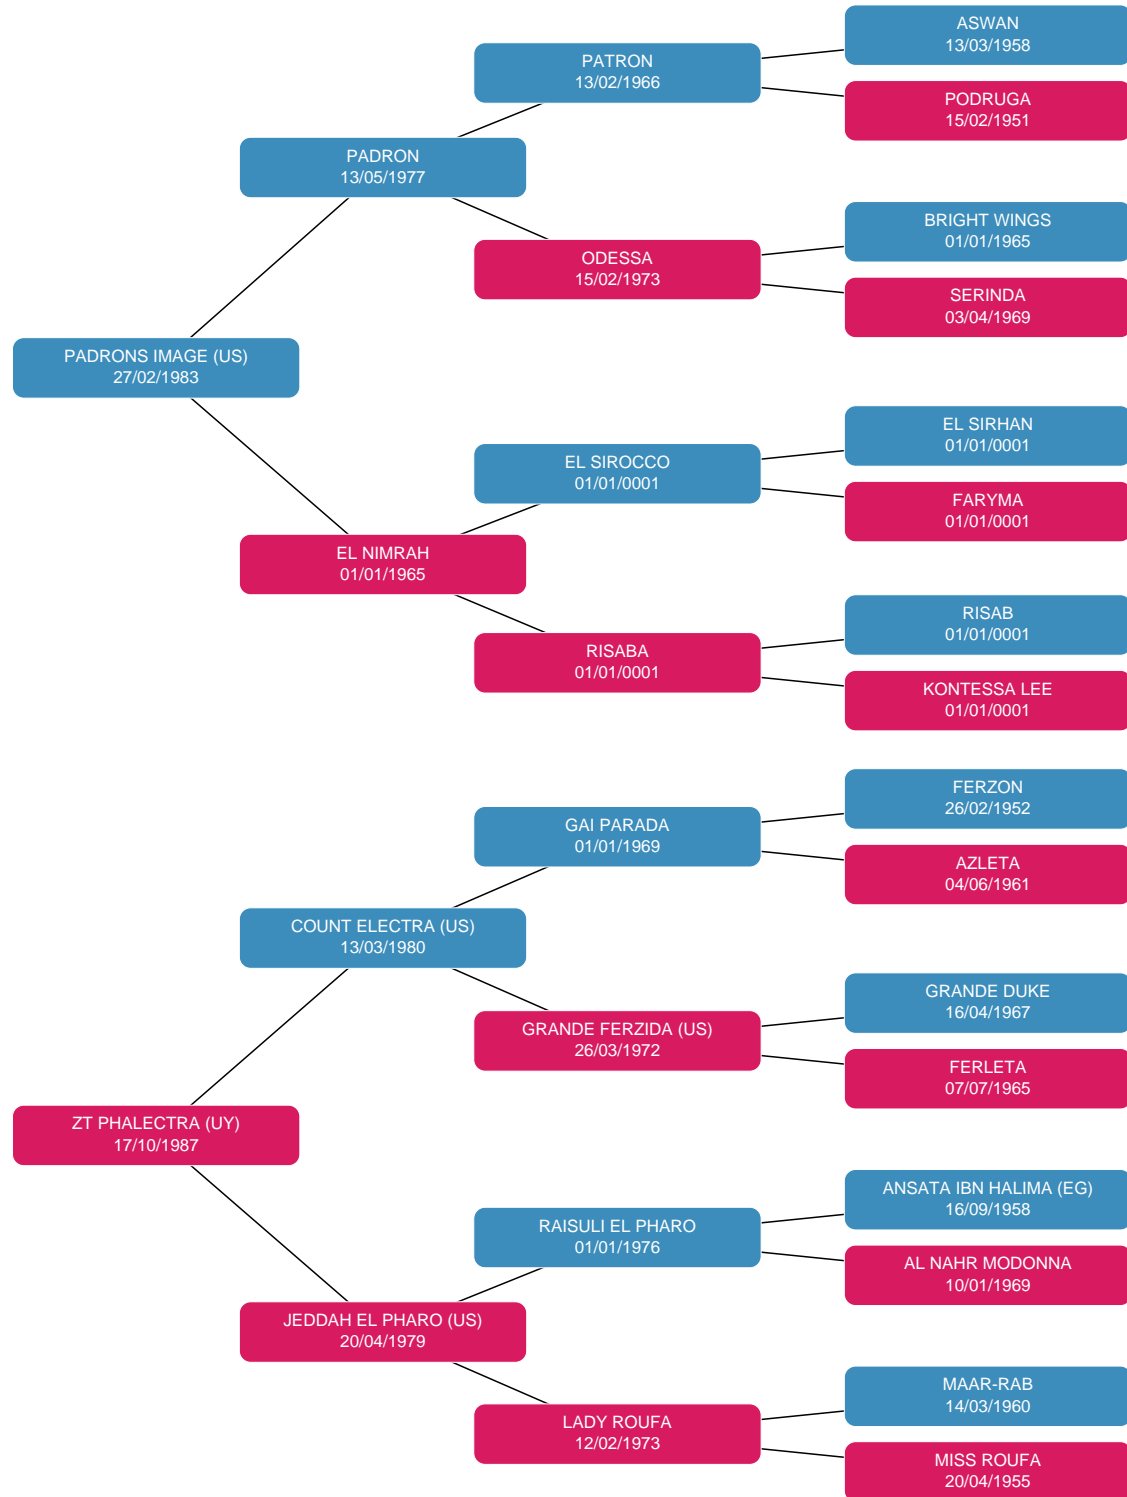 ASWAN
13/03/1958
PATRON
13/02/1966
PODRUGA
15/02/1951
PADRON
13/05/1977
BRIGHT WINGS
01/01/1965
ODESSA
15/02/1973
SERINDA
03/04/1969
PADRONS IMAGE (US)
27/02/1983
EL SIRHAN
01/01/0001
EL SIROCCO
01/01/0001
FARYMA
01/01/0001
EL NIMRAH
01/01/1965
RISAB
01/01/0001
RISABA
01/01/0001
KONTESSA LEE
01/01/0001
FERZON
26/02/1952
GAI PARADA
01/01/1969
AZLETA
04/06/1961
COUNT ELECTRA (US)
13/03/1980
GRANDE DUKE
16/04/1967
GRANDE FERZIDA (US)
26/03/1972
FERLETA
07/07/1965
ZT PHALECTRA (UY)
17/10/1987
ANSATA IBN HALIMA (EG)
16/09/1958
RAISULI EL PHARO
01/01/1976
AL NAHR MODONNA
10/01/1969
JEDDAH EL PHARO (US)
20/04/1979
MAAR-RAB
14/03/1960
LADY ROUFA
12/02/1973
MISS ROUFA
20/04/1955